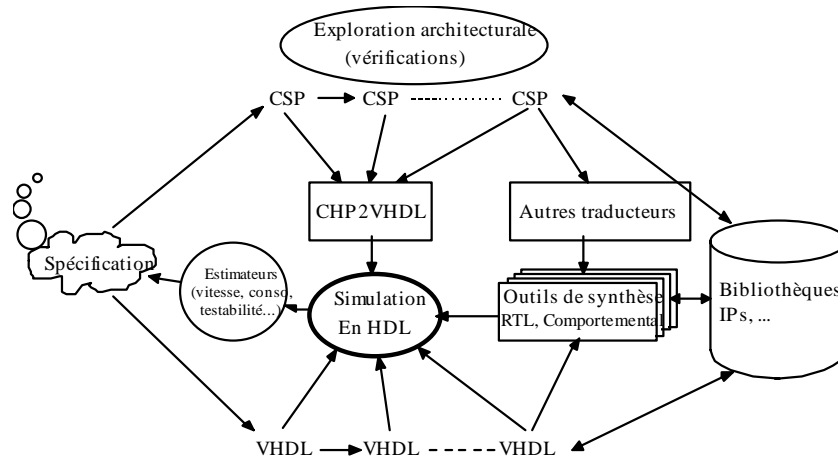 Exploration architecturale
(vérifications)
CSP CSP CSP
CHP2VHDL
Autres traducteurs
Spécification
Estimateurs
(vitesse, conso,
testabilité...)
Simulation
En HDL
Outils de synthèse
RTL, Comportemental
Bibliothèques
IPs, ...
VHDL VHDL VHDL